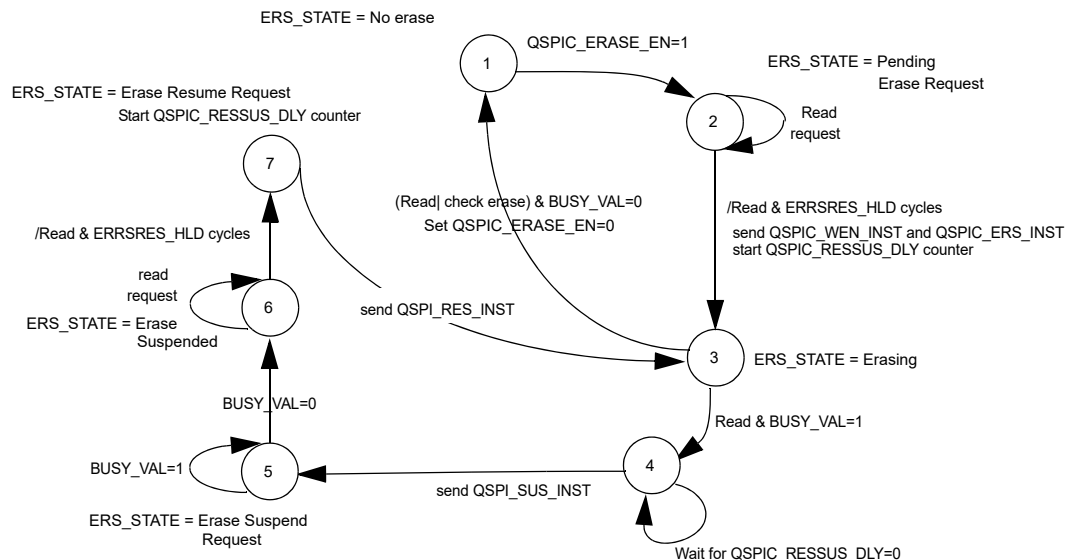 ERS_STATE = No erase
1
QSPIC_ERASE_EN=1
ERS_STATE = Pending
Erase Request
2
Read
request
ERS_STATE = Erase Resume Request
Start QSPIC_RESSUS_DLY counter
7
(Read| check erase) & BUSY_VAL=0
Set QSPIC_ERASE_EN=0
/Read & ERRSRES_HLD cycles
send QSPIC_WEN_INST and QSPIC_ERS_INST
start QSPIC_RESSUS_DLY counter
/Read & ERRSRES_HLD cycles
read
request
6
ERS_STATE = Erase
Suspended
send QSPI_RES_INST
3
ERS_STATE = Erasing
BUSY_VAL=0
Read & BUSY_VAL=1
BUSY_VAL=1
5
4
send QSPI_SUS_INST
ERS_STATE = Erase Suspend
Request
Wait for QSPIC_RESSUS_DLY=0